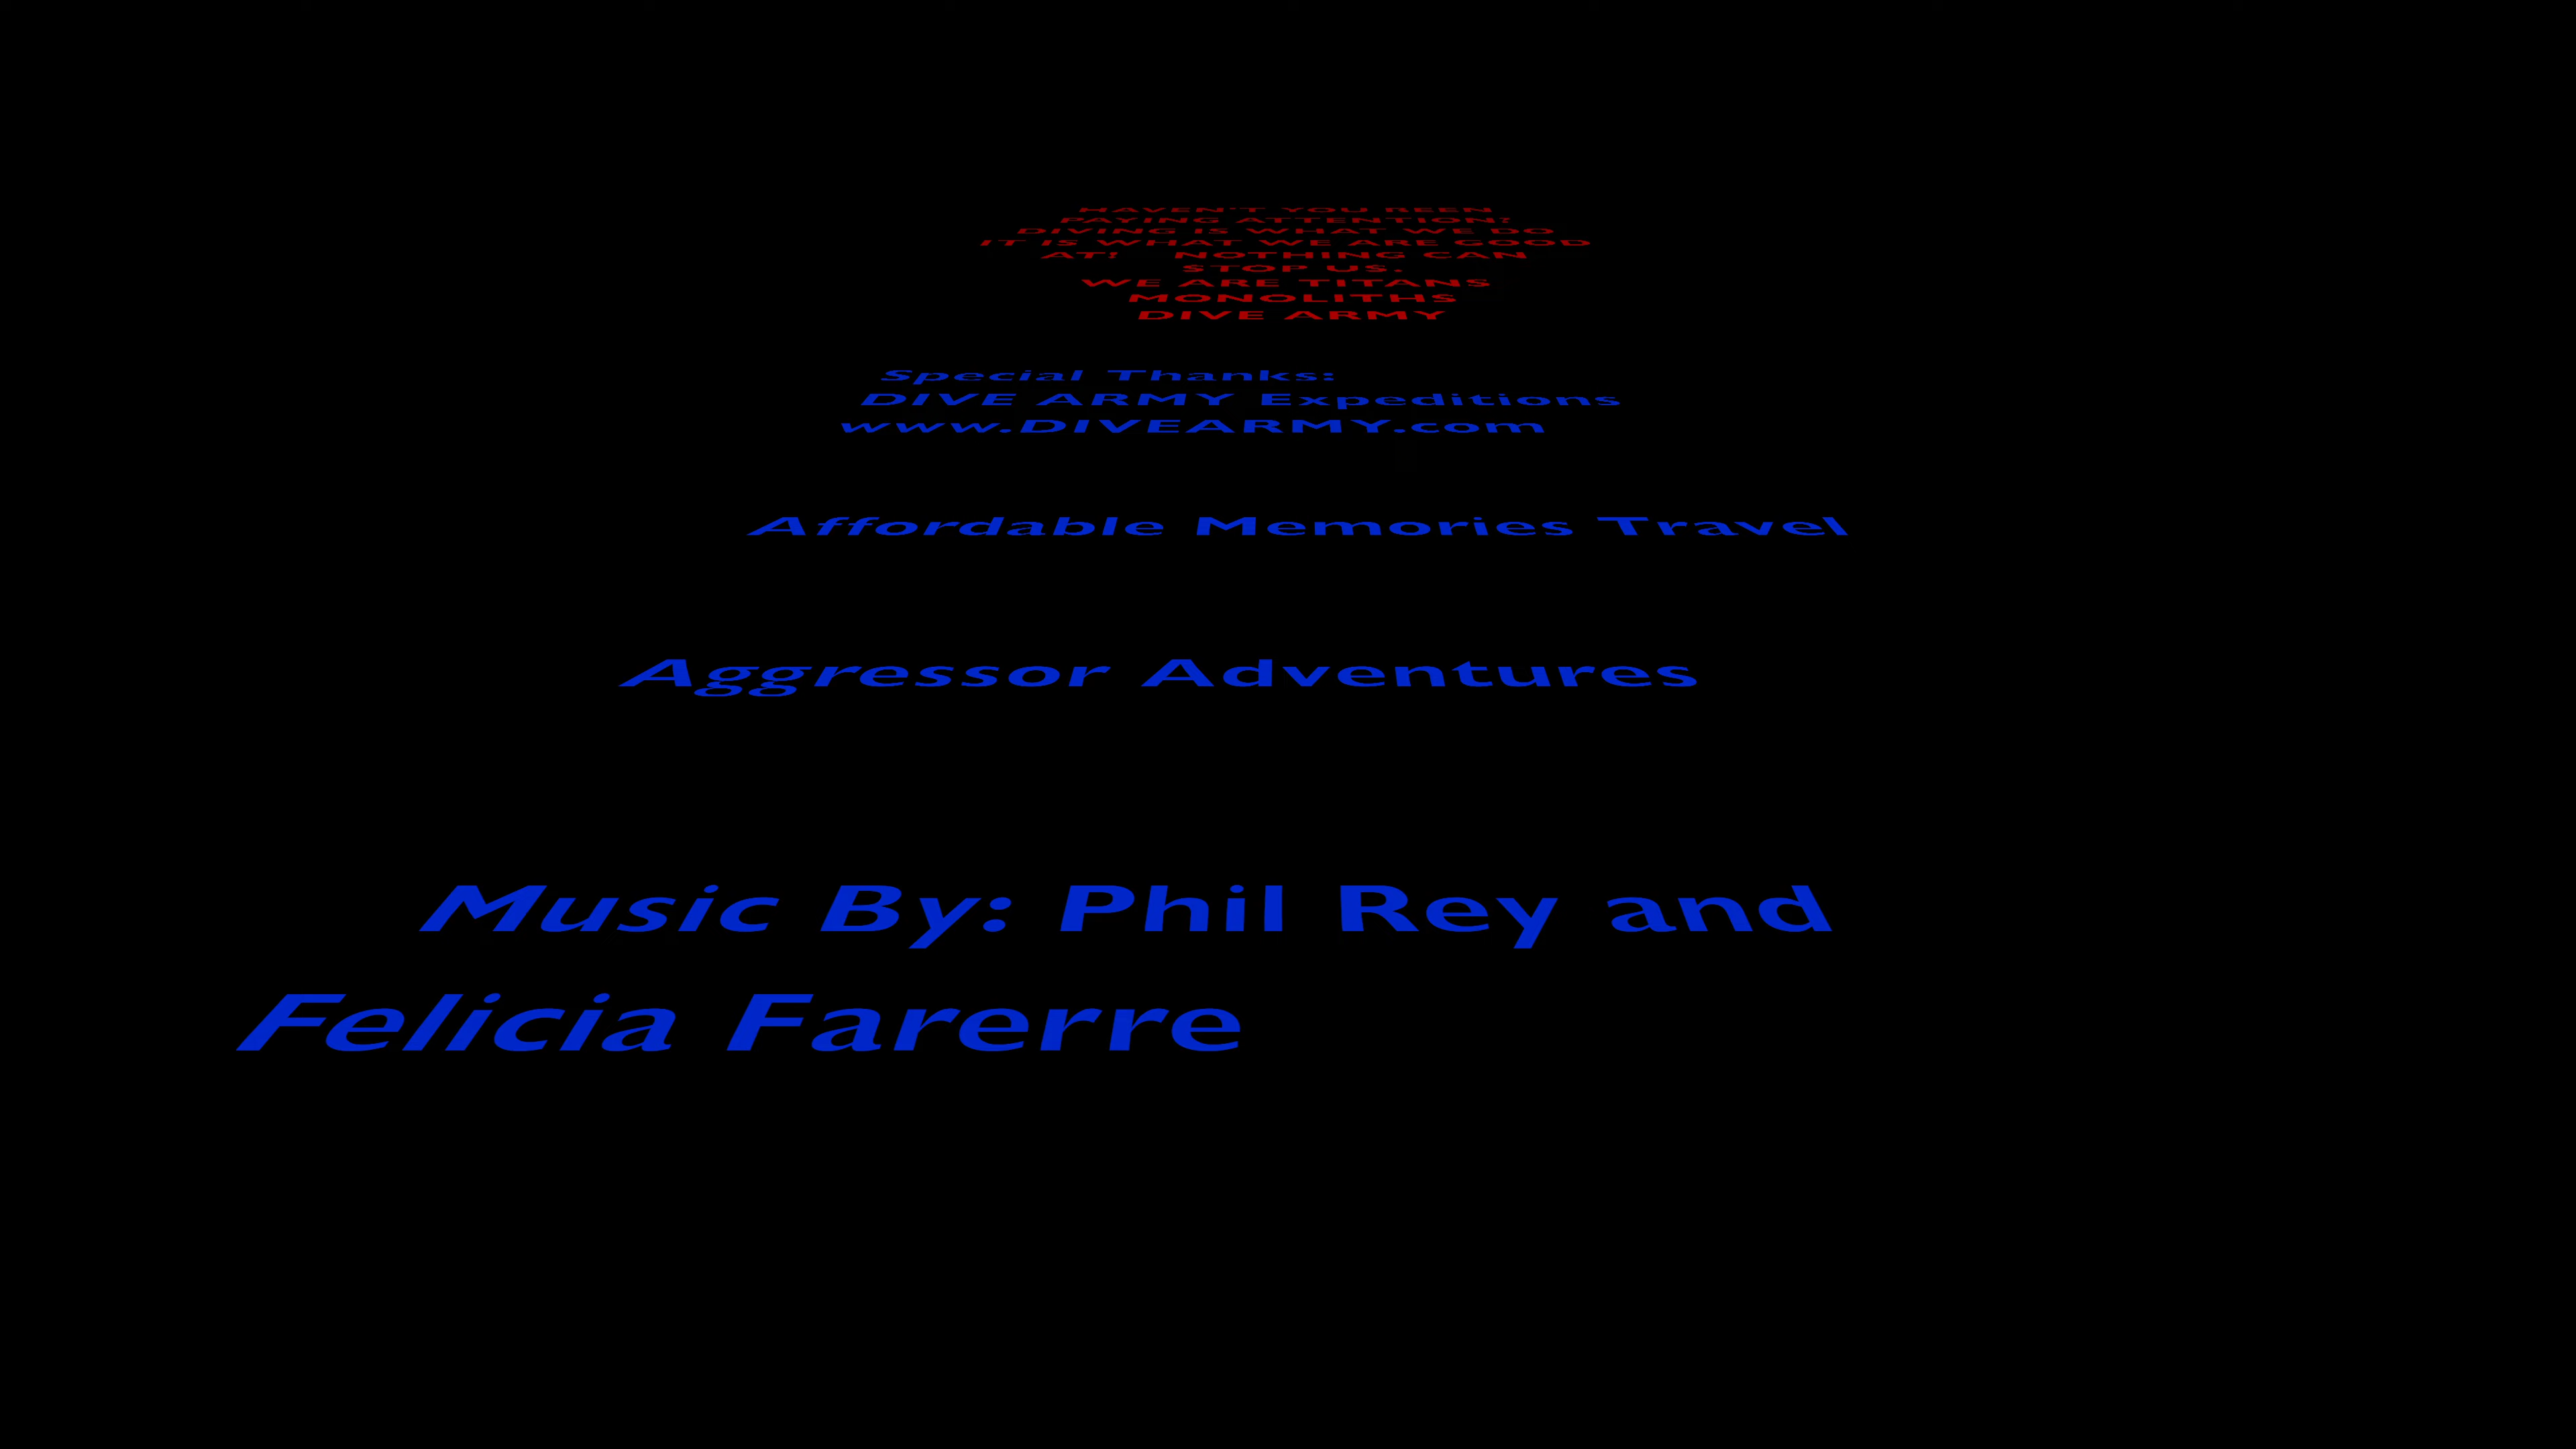 HAVEN'T YOU BEEN
PAYING ATTENTION?
DIVING IS WHAT WE DO
IT IS WHAT WE ARE GOOD
AT!   NOTHING CAN
STOP US.
WE ARE TITANS
MONOLITHS
DIVE ARMY
Special Thanks:
DIVE ARMY Expeditions
www.DIVEARMY.com
Affordable Memories Travel
Aggressor Adventures
Music By: Phil Rey and
Felicia Farerre